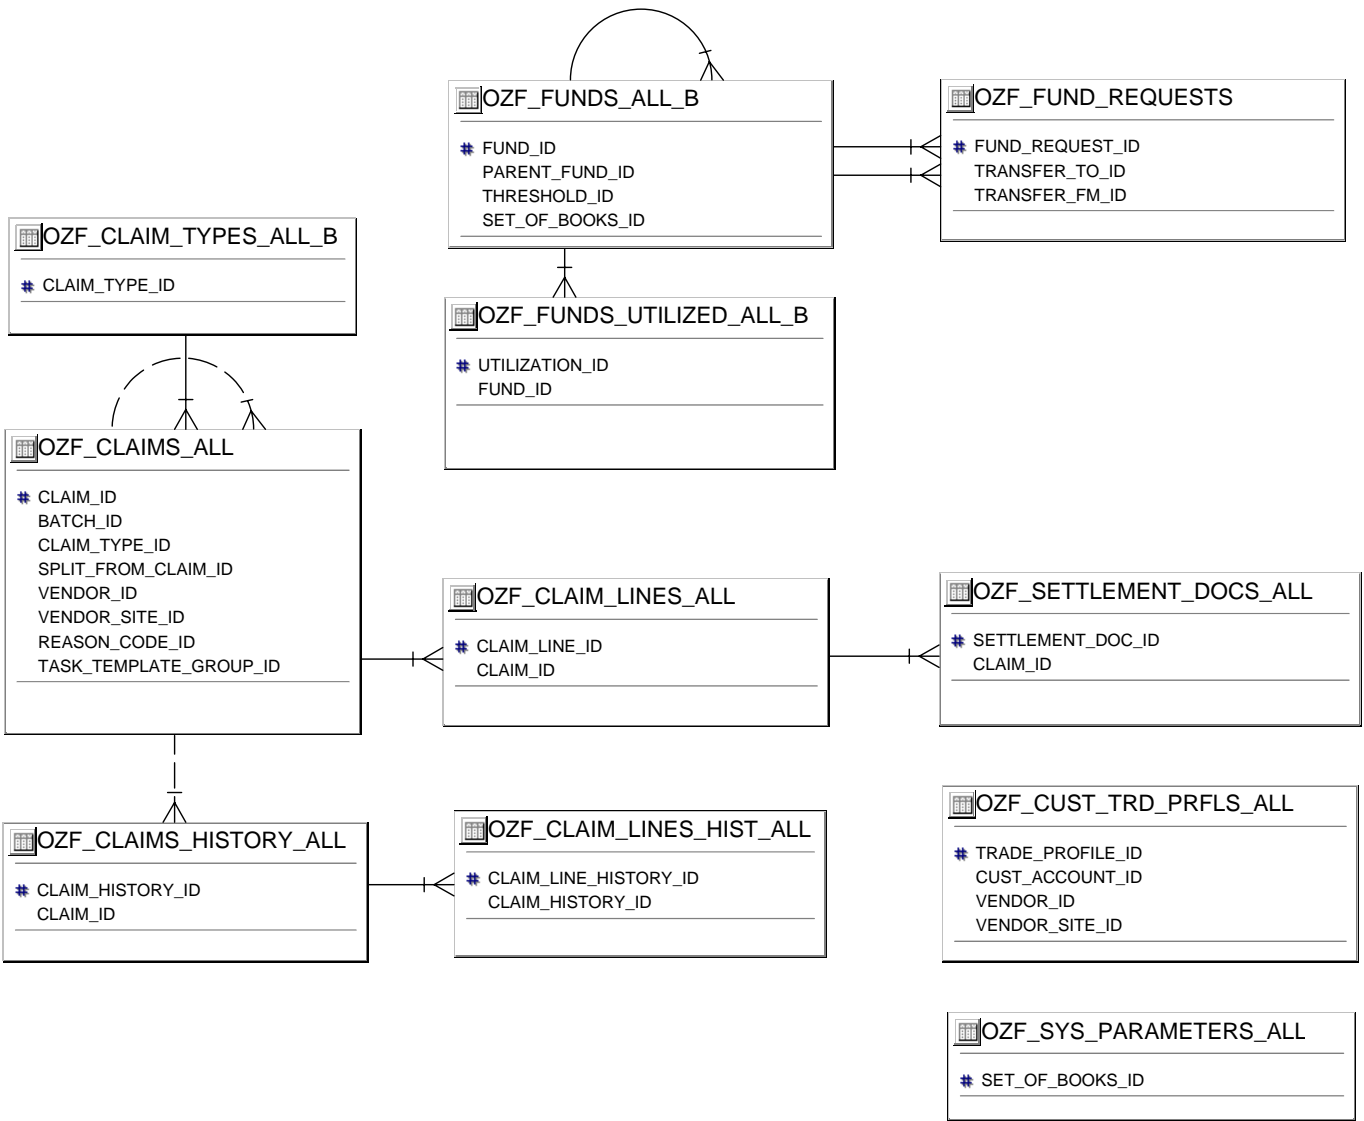 OZF_FUNDS_ALL_B
# FUND_ID
PARENT_FUND_ID
THRESHOLD_ID
SET_OF_BOOKS_ID
OZF_FUND_REQUESTS
# FUND_REQUEST_ID
TRANSFER_TO_ID
TRANSFER_FM_ID
OZF_CLAIM_TYPES_ALL_B
# CLAIM_TYPE_ID
OZF_FUNDS_UTILIZED_ALL_B
# UTILIZATION_ID
FUND_ID
OZF_CLAIMS_ALL
# CLAIM_ID
BATCH_ID
CLAIM_TYPE_ID
SPLIT_FROM_CLAIM_ID
VENDOR_ID
VENDOR_SITE_ID
REASON_CODE_ID
TASK_TEMPLATE_GROUP_ID
OZF_CLAIM_LINES_ALL
# CLAIM_LINE_ID
CLAIM_ID
OZF_SETTLEMENT_DOCS_ALL
# SETTLEMENT_DOC_ID
CLAIM_ID
OZF_CLAIMS_HISTORY_ALL
# CLAIM_HISTORY_ID
CLAIM_ID
OZF_CLAIM_LINES_HIST_ALL
# CLAIM_LINE_HISTORY_ID
CLAIM_HISTORY_ID
OZF_CUST_TRD_PRFLS_ALL
# TRADE_PROFILE_ID
CUST_ACCOUNT_ID
VENDOR_ID
VENDOR_SITE_ID
OZF_SYS_PARAMETERS_ALL
# SET_OF_BOOKS_ID